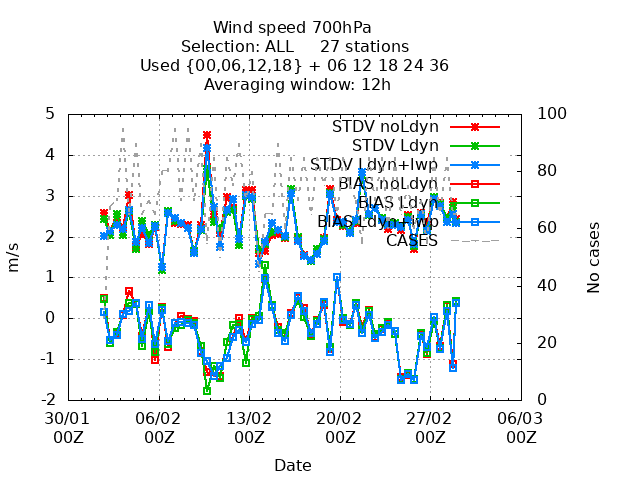 Wind speed 700hPa
Selection: ALL 27 stations
Used {00,06,12,18} + 06 12 18 24 36
Averaging window: 12h
5 100
STDV noLdyn
STDV Ldyn
4 80
STDV Ldyn+lwp
BIAS noLdyn
3 BIAS Ldyn
BIAS Ldyn+lwp
2 60
CASES
m/s No cases
1 40
0
-1 20
-2 0
30/01 06/02 13/02 20/02 27/02 06/03
00Z 00Z 00Z 00Z 00Z 00Z
Date